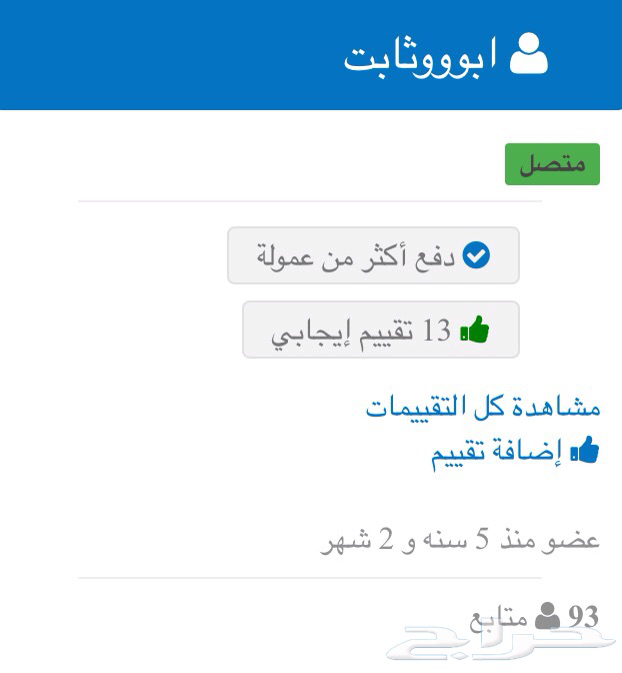 ابوووثابت
متصل
دفع أكثر من عمولة
13 تقييم إيجابي
مشاهدة كل التقييمات
إضافة تقييم
عضو منذ 5 سنه و 2 شهر
93 متابع
حراج